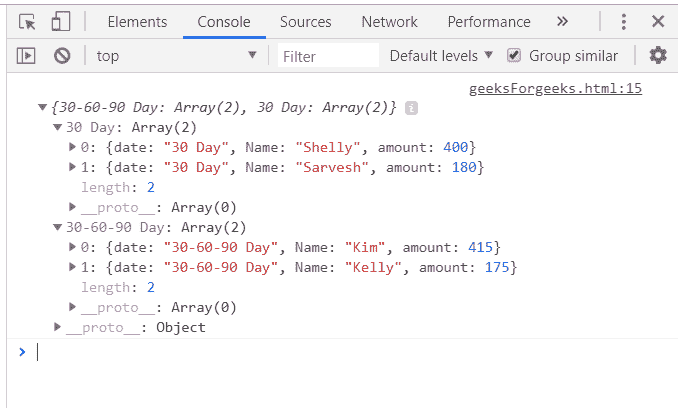 Elements Console Sources Network Performance »
top Filter Default levels Group similar
geeksForgeeks.html:15
{30-60-90 Day: Array(2), 30 Day: Array(2)} i
30 Day: Array(2)
0: {date: "30 Day", Name: "Shelly", amount: 400}
1: {date: "30 Day", Name: "Sarvesh", amount: 180}
length: 2
__proto__: Array(0)
30-60-90 Day: Array(2)
0: {date: "30-60-90 Day", Name: "Kim", amount: 415}
1: {date: "30-60-90 Day", Name: "Kelly", amount: 175}
length: 2
__proto__: Array(0)
__proto__: Object